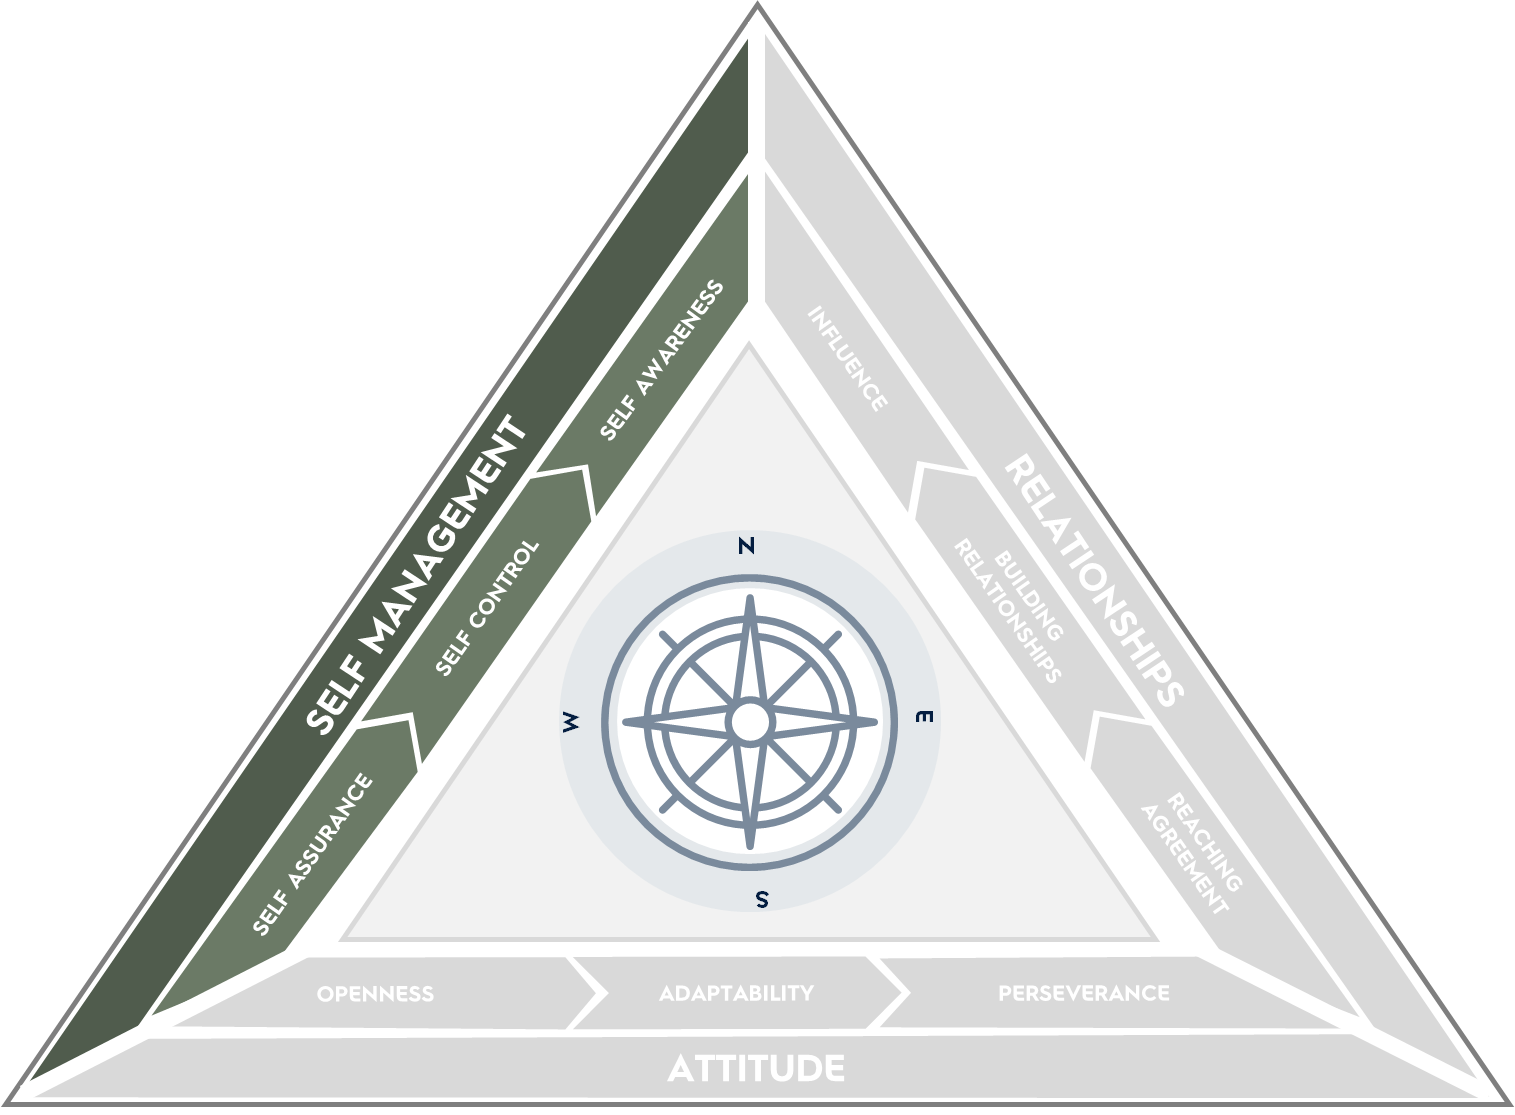 SELF MANAGEMENT
SELF AWARENESS
SELF CONTROL
SELF ASSURANCE
RELATIONSHIPS
INFLUENCE
BUILDING
RELATIONSHIPS
REACHING
AGREEMENT
N
W
E
S
OPENNESS
ADAPTABILITY
PERSEVERANCE
ATTITUDE